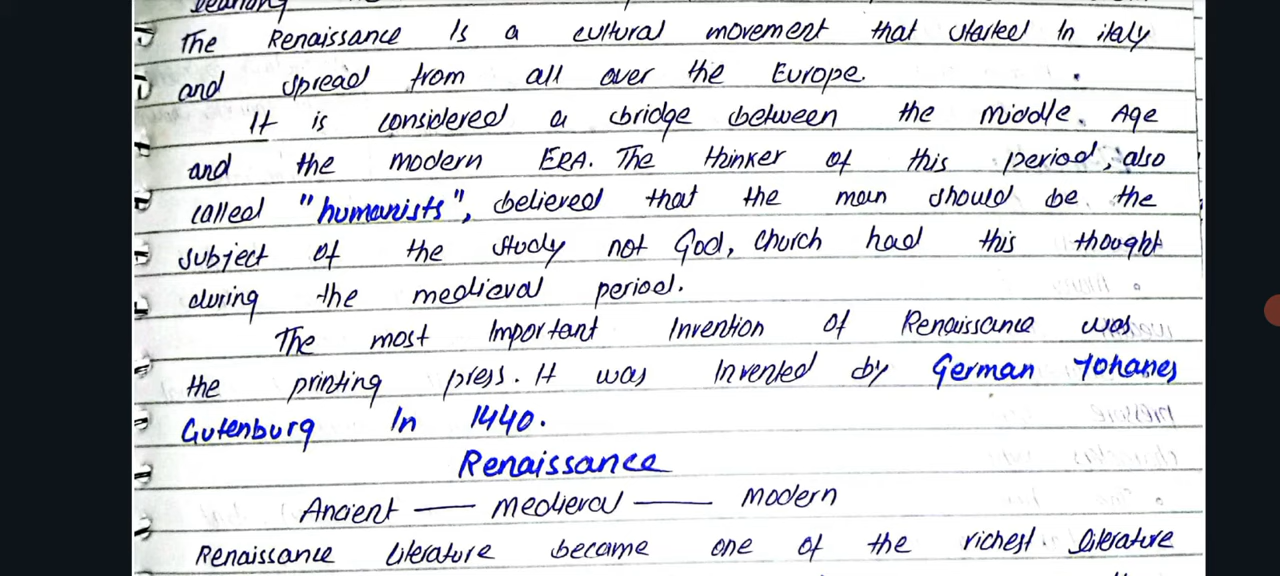 The Renaissance Is a cultural movement that started In italy
and spread from all over the Europe.
It is considered a bridge between the middle Age
and the modern ERA. The thinker of this period, also
called "humanists", believed that the man should be the
subject of the study not God, church had this thought
during the medieval period.
The most Important Invention of Renaissance was
the printing press. It was Invented by German Yohanes
Gutenburg In 1440.
Renaissance
Ancient — medieval — modern
Renaissance literature became one of the richest literature